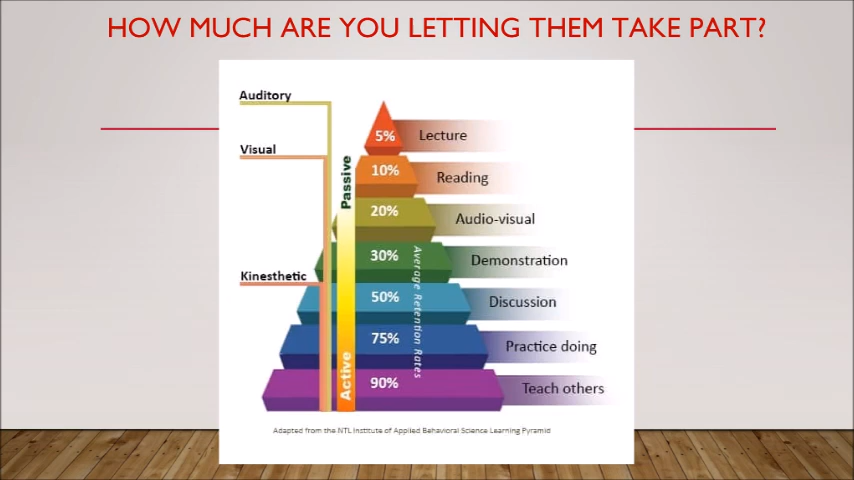 HOW MUCH ARE YOU LETTING THEM TAKE PART?
Auditory
Visual
Kinesthetic
Passive
Active
Average Retention Rates
5% Lecture
10% Reading
20% Audio-visual
30% Demonstration
50% Discussion
75% Practice doing
90% Teach others
Adapted from the NTL Institute of Applied Behavioral Science Learning Pyramid